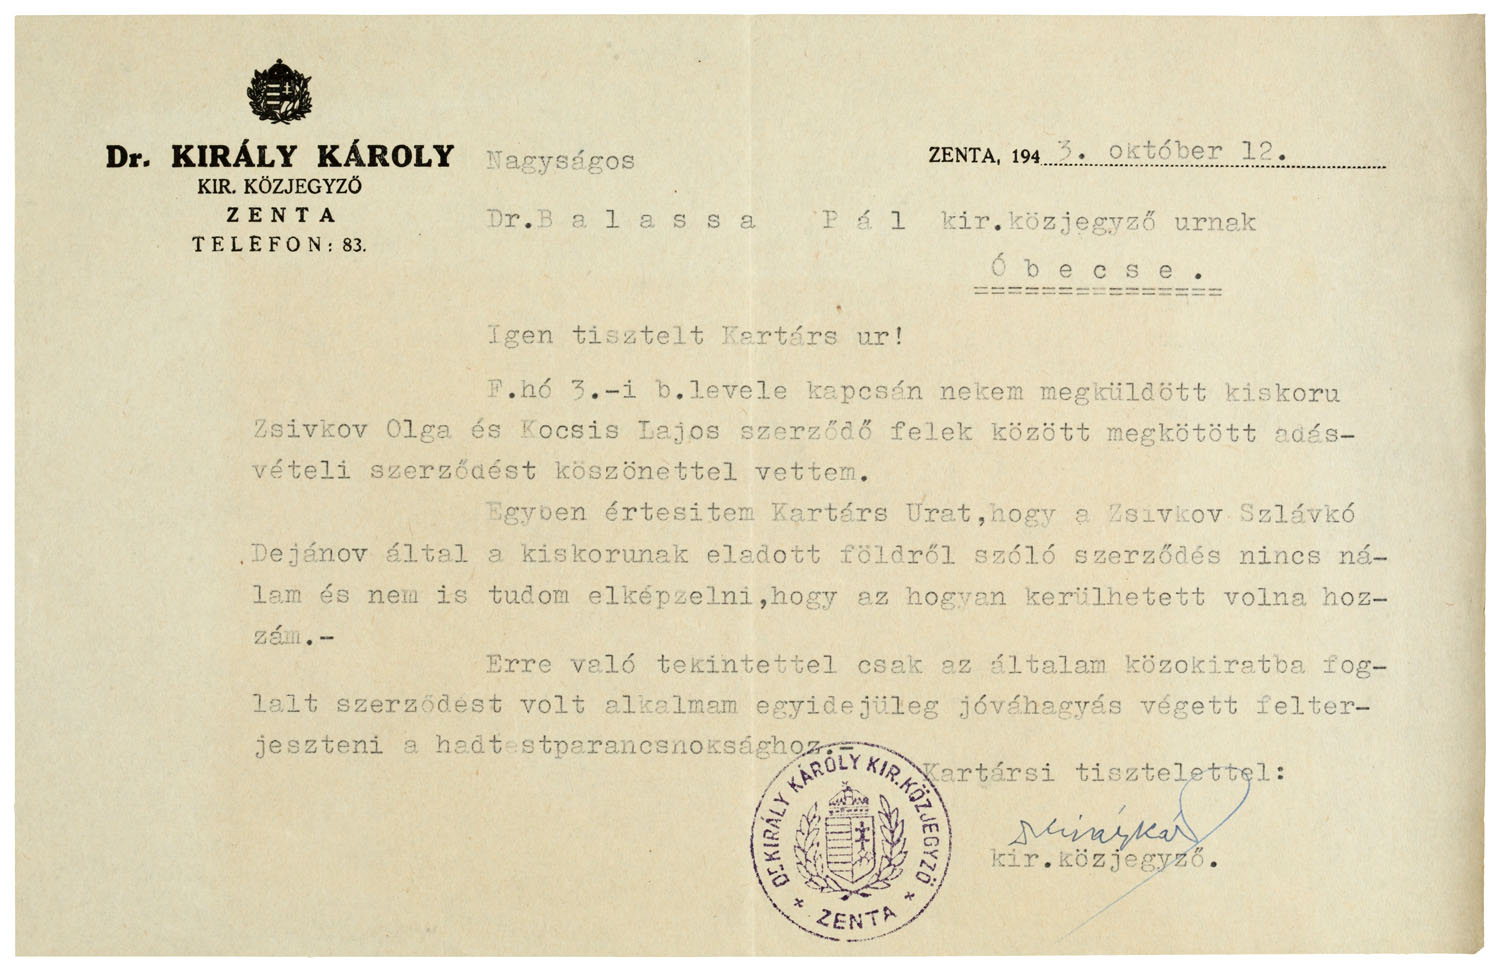 Dr. KIRÁLY KÁROLY
KIR. KÖZJEGYZŐ
ZENTA
TELEFON: 83.
ZENTA, 1943. október 12.
Nagyságos
Dr.Balassa Pál kir.közjegyző urnak
Óbecse.
Igen tisztelt Kartárs ur!
F.hó 3.-i b.levele kapcsán nekem megküldött kiskoru
Zsivkov Olga és Kocsis Lajos szerződő felek között megkötött adás-
vételi szerződést köszönettel vettem.
Egyben értesitem Kartárs Urat,hogy a Zsivkov Szlávkó
Dejánov által a kiskorunak eladott földről szóló szerződés nincs ná-
lam és nem is tudom elképzelni,hogy az hogyan kerülhetett volna hoz-
zám.-
Erre való tekintettel csak az általam közokiratba fog-
lalt szerződést volt alkalmam egyidejüleg jóváhagyás végett felter-
jeszteni a hadtestparancsnoksághoz.-
Kartársi tisztelettel:
kir.közjegyző.
Dr KIRÁLY KÁROLY KIR. KÖZJEGYZŐ
* ZENTA *